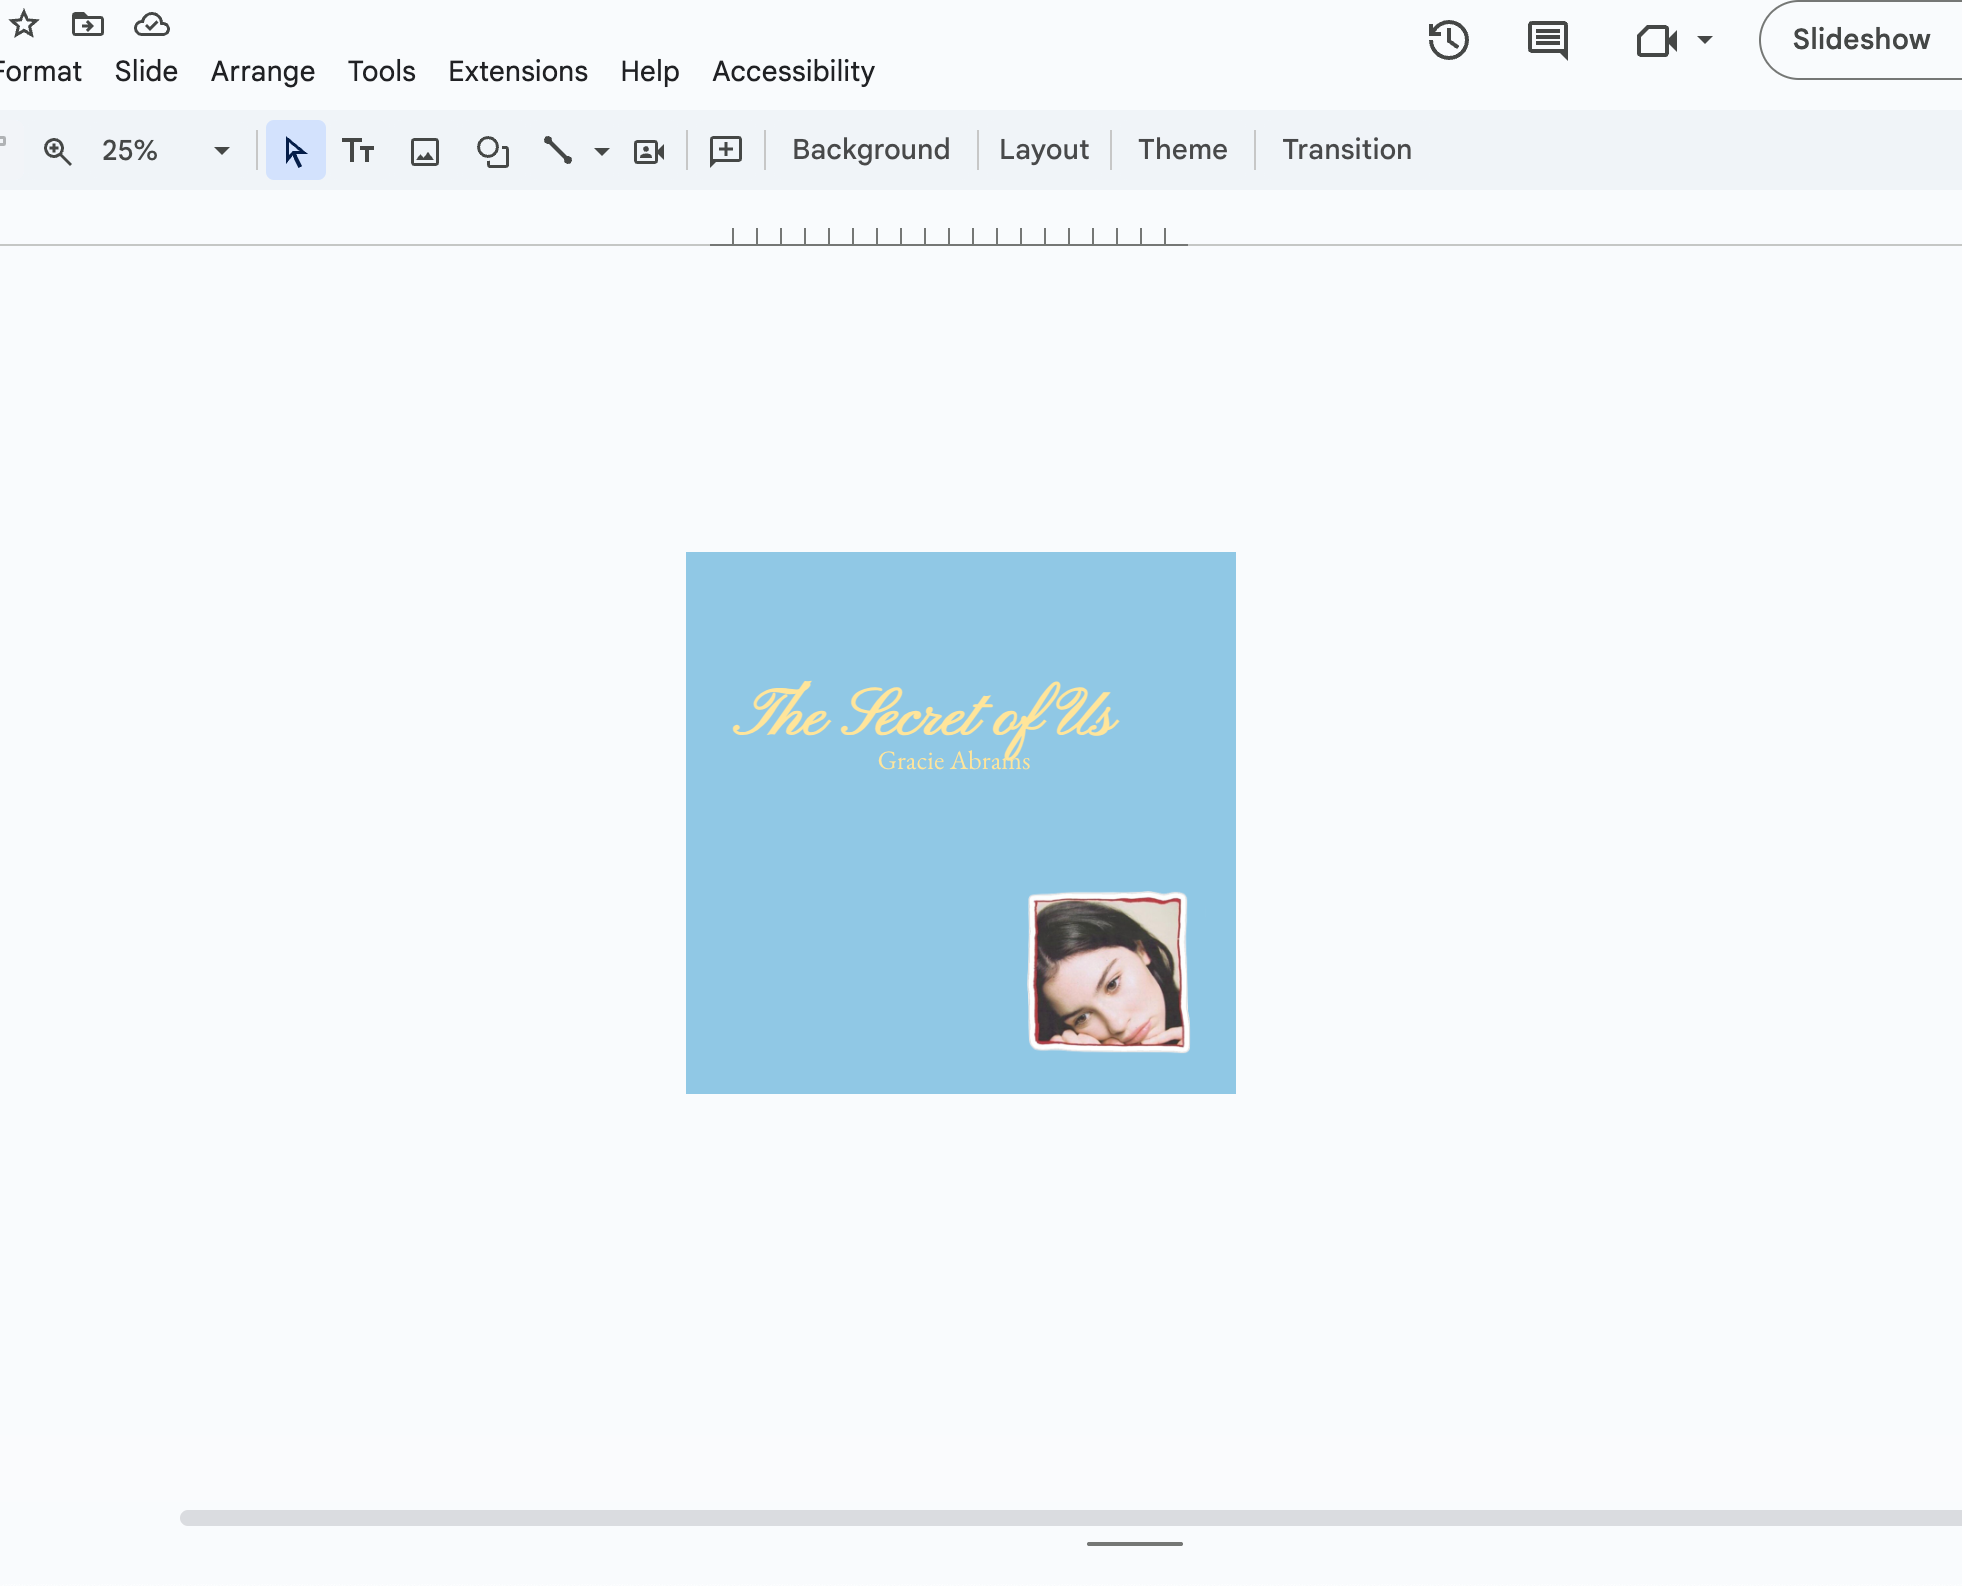 Format Slide Arrange Tools Extensions Help Accessibility
Slideshow
25% Background Layout Theme Transition
The Secret of Us
Gracie Abrams